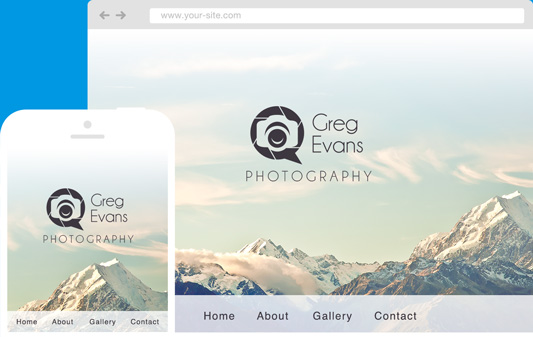 www.your-site.com
Greg
Evans
PHOTOGRAPHY
Home About Gallery Contact
Greg
Evans
PHOTOGRAPHY
Home About Gallery Contact